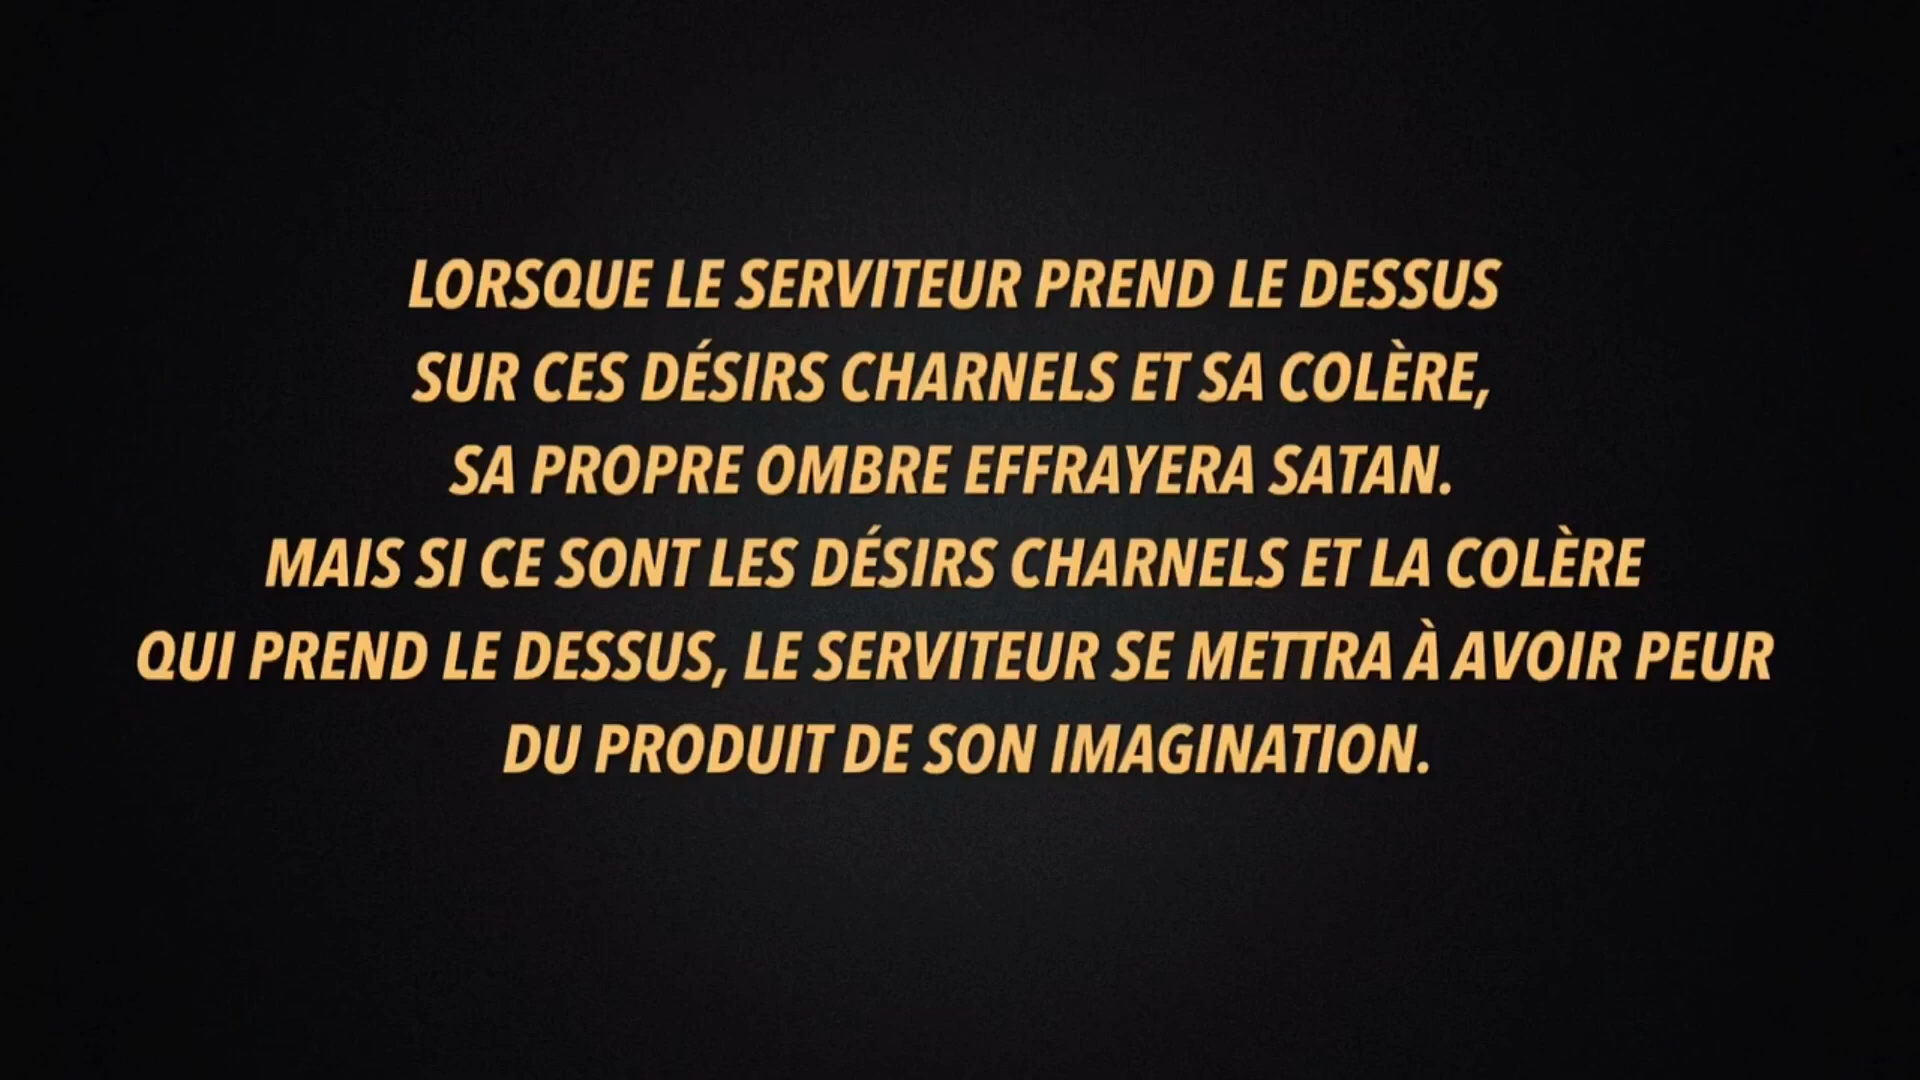 LORSQUE LE SERVITEUR PREND LE DESSUS
SUR CES DÉSIRS CHARNELS ET SA COLÈRE,
SA PROPRE OMBRE EFFRAYERA SATAN.
MAIS SI CE SONT LES DÉSIRS CHARNELS ET LA COLÈRE
QUI PREND LE DESSUS, LE SERVITEUR SE METTRA À AVOIR PEUR
DU PRODUIT DE SON IMAGINATION.